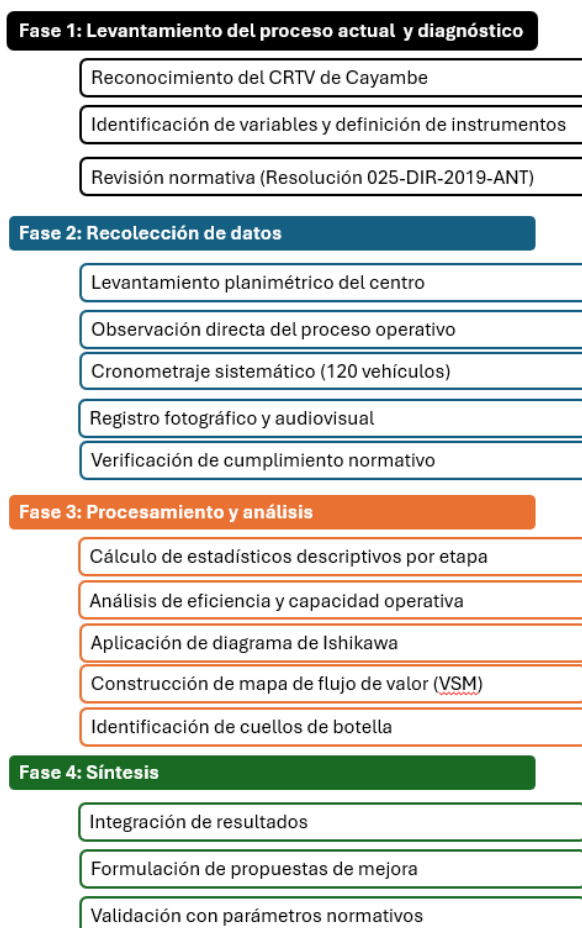 Fase 1: Levantamiento del proceso actual y diagnóstico
Reconocimiento del CRTV de Cayambe
Identificación de variables y definición de instrumentos
Revisión normativa (Resolución 025-DIR-2019-ANT)
Fase 2: Recolección de datos
Levantamiento planimétrico del centro
Observación directa del proceso operativo
Cronometraje sistemático (120 vehículos)
Registro fotográfico y audiovisual
Verificación de cumplimiento normativo
Fase 3: Procesamiento y análisis
Cálculo de estadísticos descriptivos por etapa
Análisis de eficiencia y capacidad operativa
Aplicación de diagrama de Ishikawa
Construcción de mapa de flujo de valor (VSM)
Identificación de cuellos de botella
Fase 4: Síntesis
Integración de resultados
Formulación de propuestas de mejora
Validación con parámetros normativos